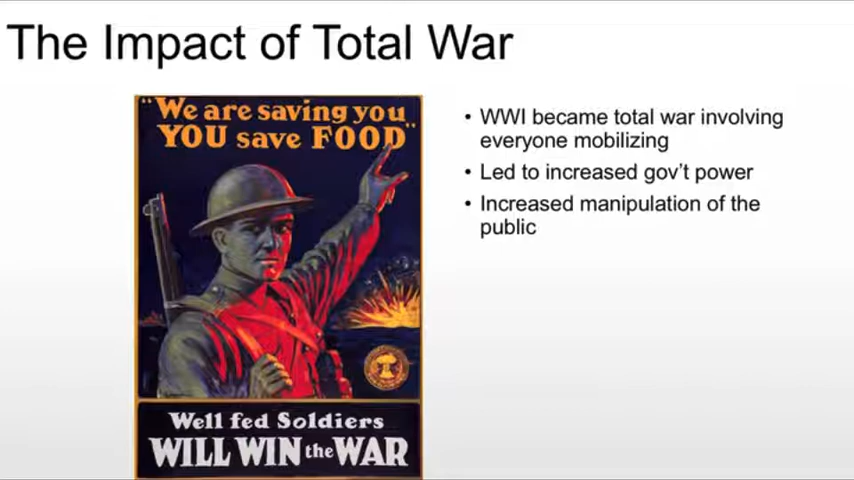 The Impact of Total War
"We are saving you
YOU save FOOD"
Well fed Soldiers
WILL WIN the WAR
• WWI became total war involving
everyone mobilizing
• Led to increased gov't power
• Increased manipulation of the
public